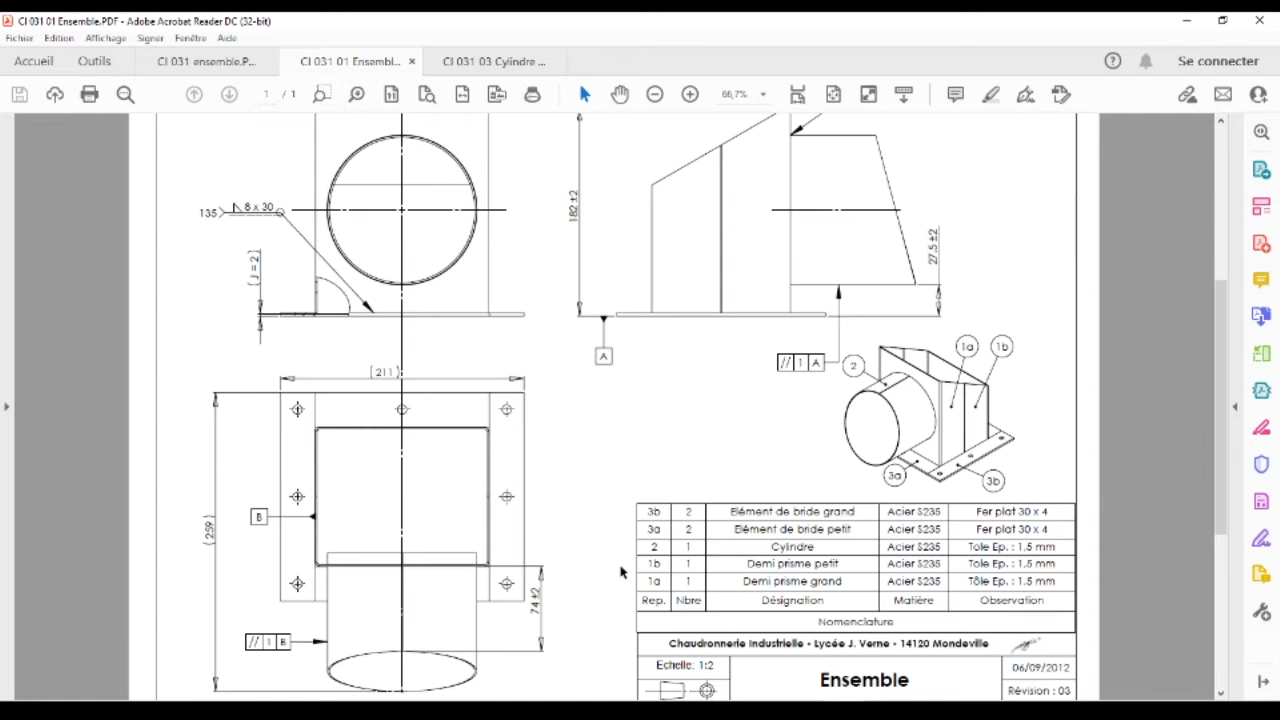 CI 031 01 Ensemble.PDF - Adobe Acrobat Reader DC (32-bit)
Fichier Edition Affichage Signer Fenêtre Aide
Accueil Outils CI 031 ensemble.P... CI 031 01 Ensembl... × CI 031 03 Cylindre ... Se connecter
1 / 1 66,7%
135 8 x 30
( J = 2 )
182 ±2
27,5 ±2
A
// 1 A
2
1a
1b
3a
3b
( 211 )
( 259 )
B
74 ±2
// 1 B
3b 2 Elément de bride grand Acier S235 Fer plat 30 x 4
3a 2 Elément de bride petit Acier S235 Fer plat 30 x 4
2 1 Cylindre Acier S235 Tole Ep. : 1.5 mm
1b 1 Demi prisme petit Acier S235 Tole Ep. : 1.5 mm
1a 1 Demi prisme grand Acier S235 Tôle Ep. : 1.5 mm
Rep. Nbre Désignation Matière Observation
Nomenclature
Chaudronnerie Industrielle - Lycée J. Verne - 14120 Mondeville
Echelle: 1:2
Ensemble
06/09/2012
Révision : 03